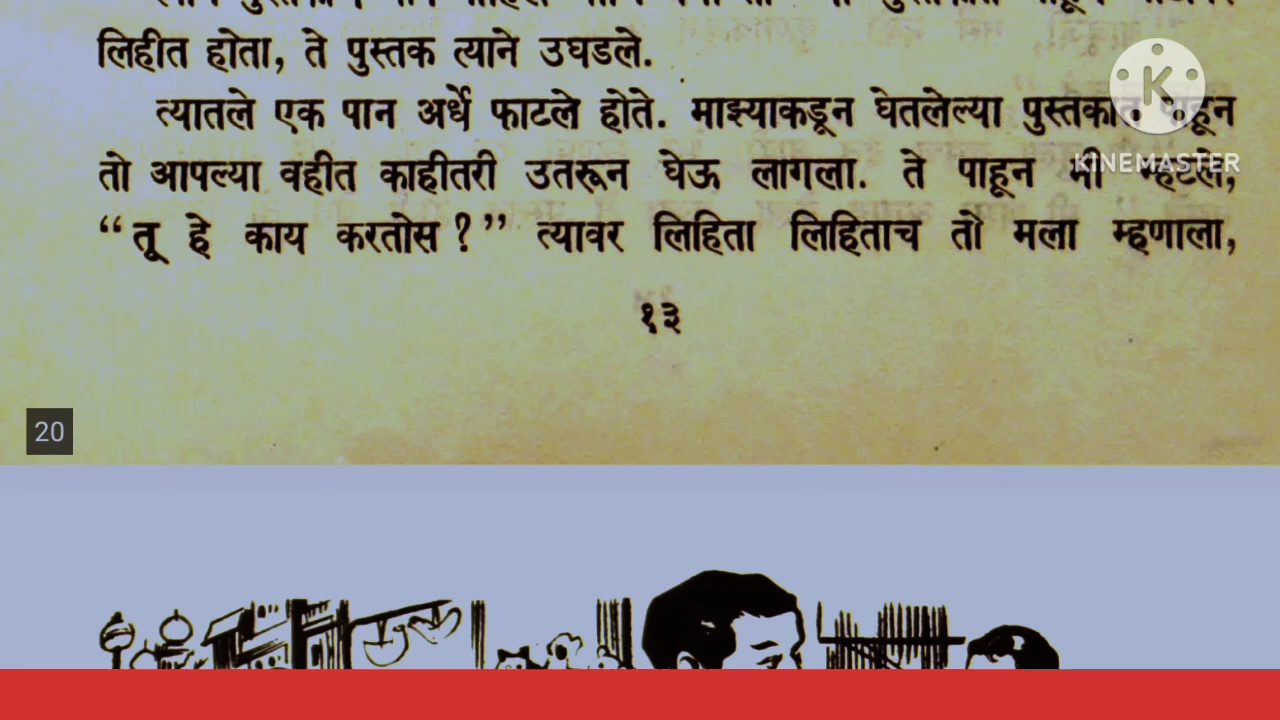 लिहीत होता, ते पुस्तक त्याने उघडले.
त्यातले एक पान अर्धे फाटले होते. माझ्याकडून घेतलेल्या पुस्तकात पाहून
तो आपल्या वहीत काहीतरी उतरून घेऊ लागला. ते पाहून मी म्हटले,
“तू हे काय करतोस ?” त्यावर लिहिता लिहिताच तो मला म्हणाला,
१३
20
K
KINEMASTER